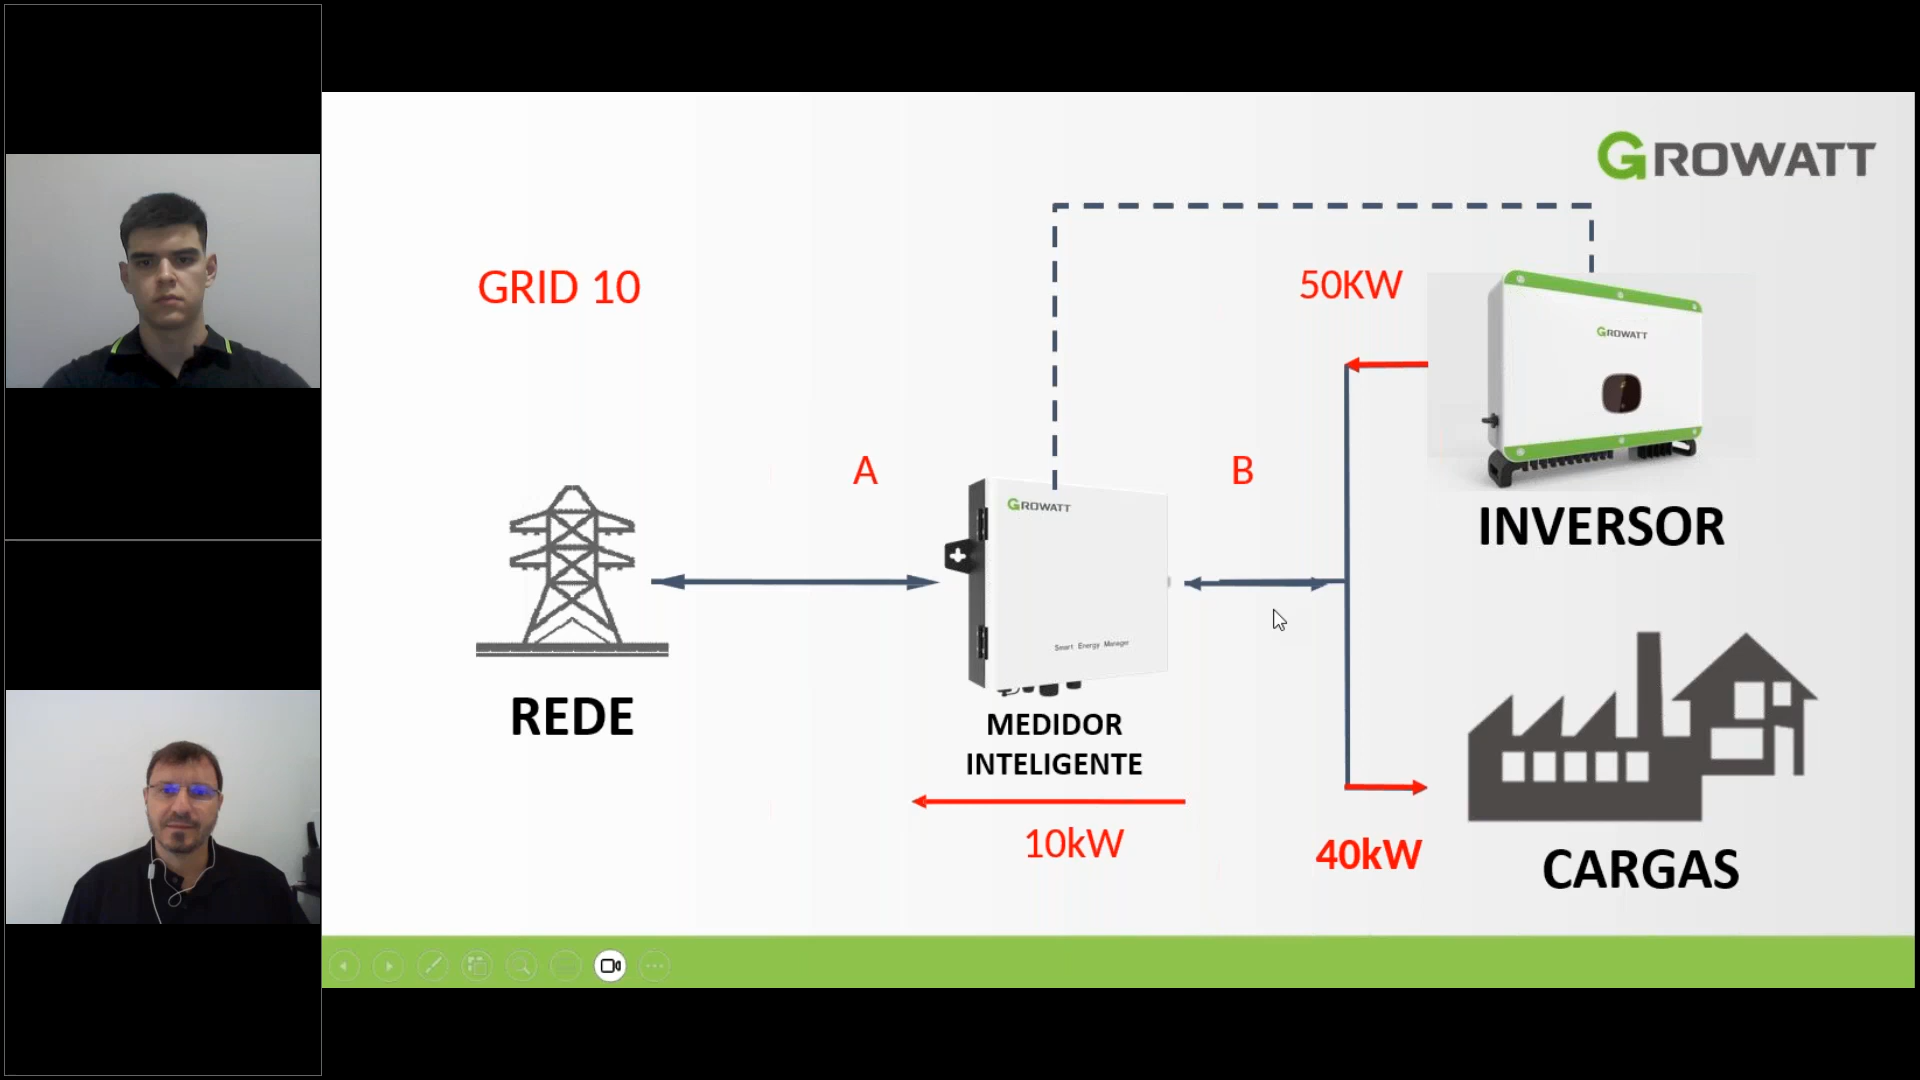 GROWATT
GRID 10
50KW
GROWATT
A
B
GROWATT
INVERSOR
Smart Energy Manager
REDE
MEDIDOR
INTELIGENTE
10kW
40kW
CARGAS